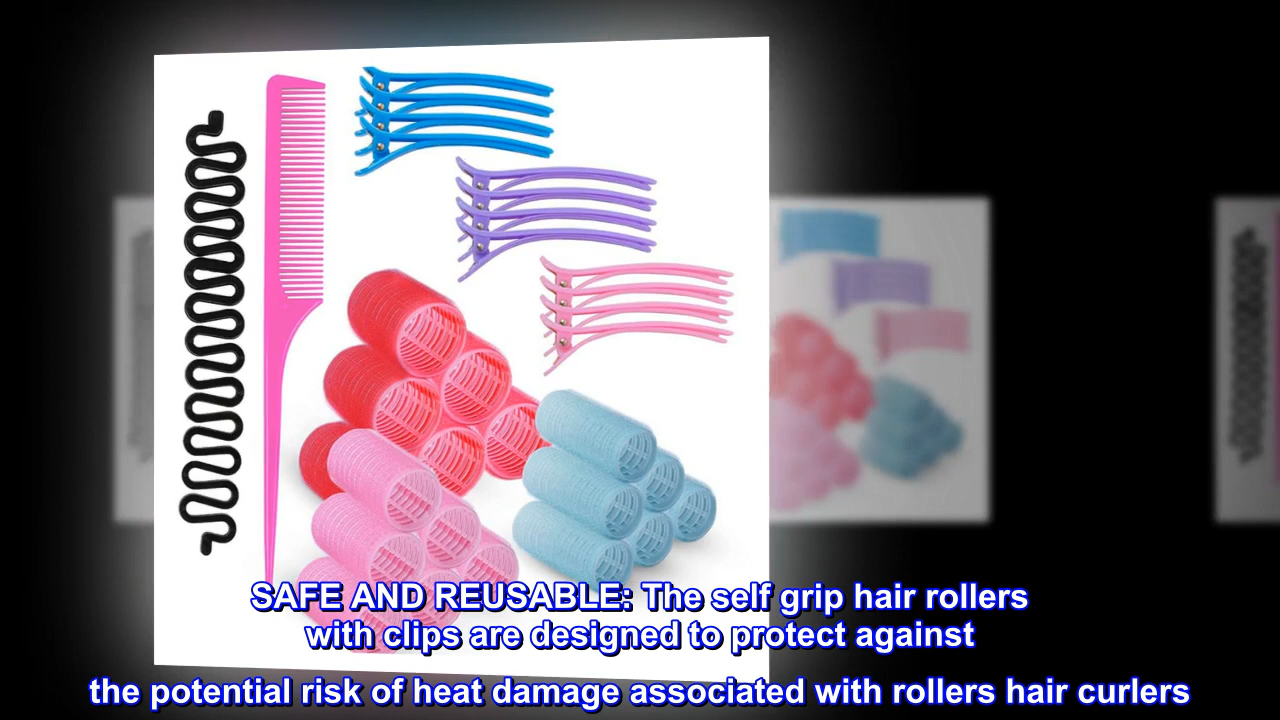 SAFE AND REUSABLE: The self grip hair rollers
with clips are designed to protect against
the potential risk of heat damage associated with rollers hair curlers